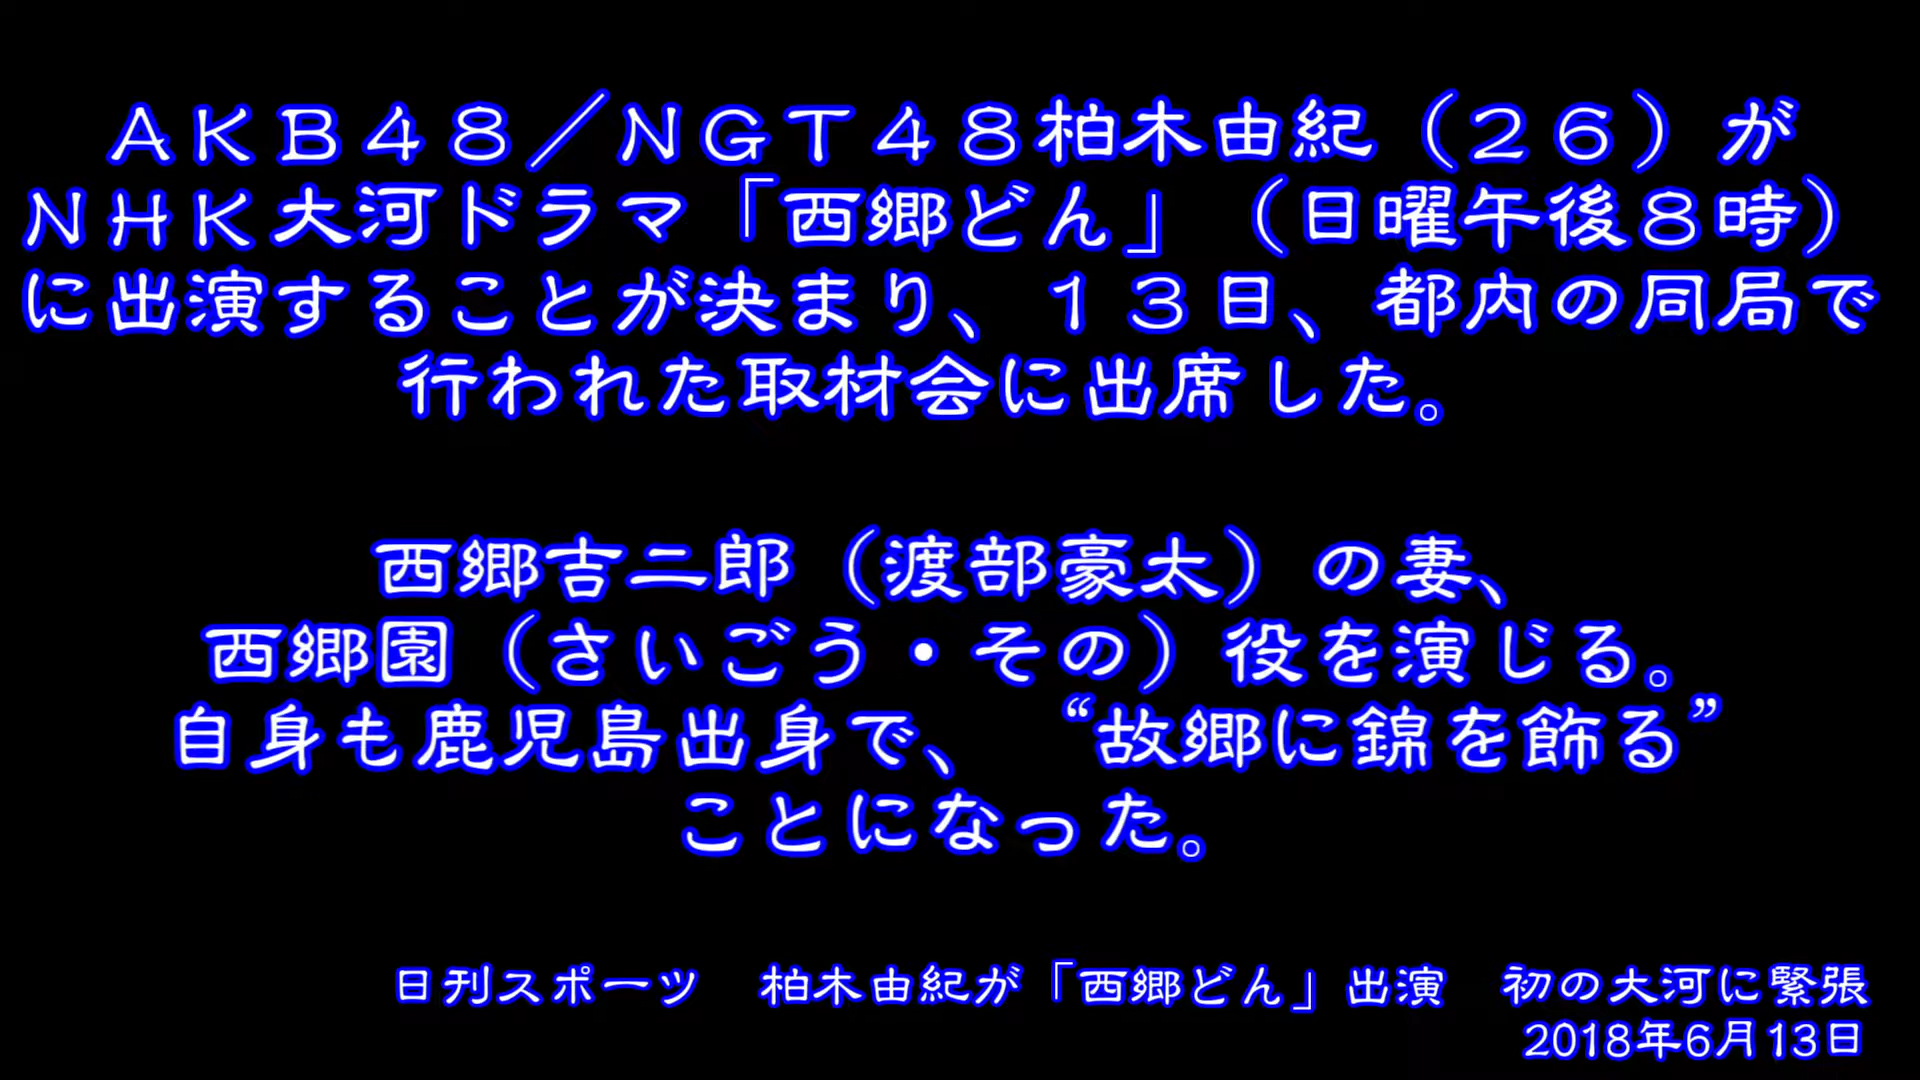 ＡＫＢ４８／ＮＧＴ４８柏木由紀（２６）が
ＮＨＫ大河ドラマ「西郷どん」（日曜午後８時）
に出演することが決まり、１３日、都内の同局で
行われた取材会に出席した。
西郷吉二郎（渡部豪太）の妻、
西郷園（さいごう・その）役を演じる。
自身も鹿児島出身で、“故郷に錦を飾る”
ことになった。
日刊スポーツ　柏木由紀が「西郷どん」出演　初の大河に緊張
2018年6月13日